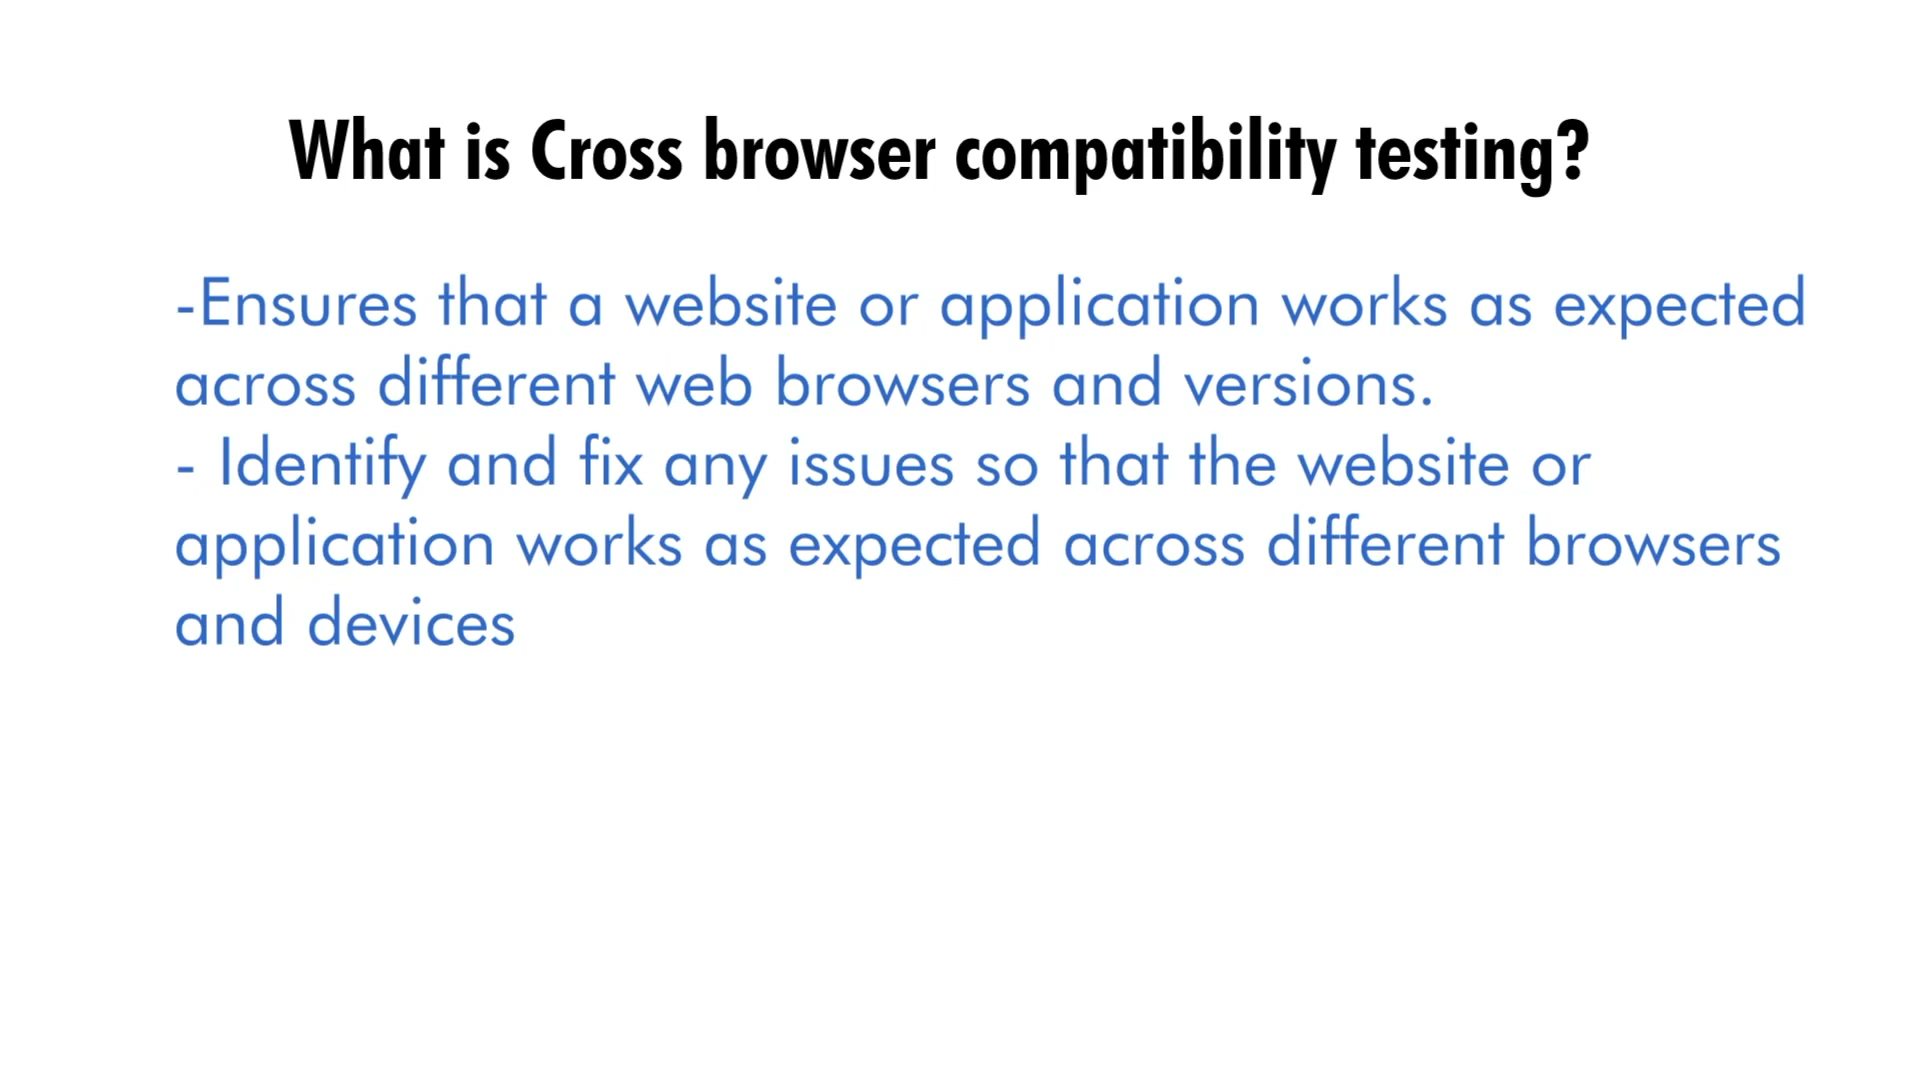 What is Cross browser compatibility testing?
-Ensures that a website or application works as expected
across different web browsers and versions.
- Identify and fix any issues so that the website or
application works as expected across different browsers
and devices